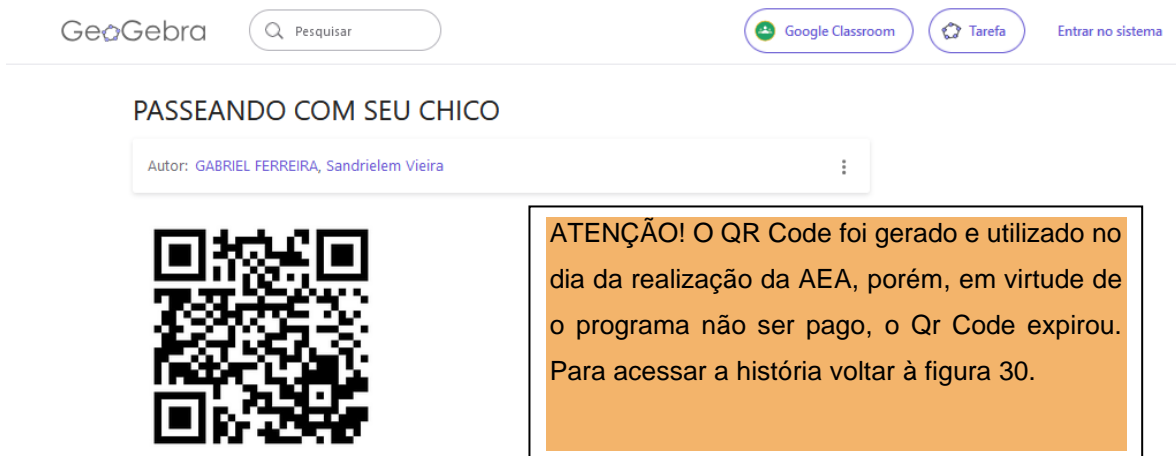 GeoGebra
Pesquisar
Google Classroom
Tarefa
Entrar no sistema
PASSEANDO COM SEU CHICO
Autor: GABRIEL FERREIRA, Sandrielem Vieira
ATENÇÃO! O QR Code foi gerado e utilizado no
dia da realização da AEA, porém, em virtude de
o programa não ser pago, o Qr Code expirou.
Para acessar a história voltar à figura 30.